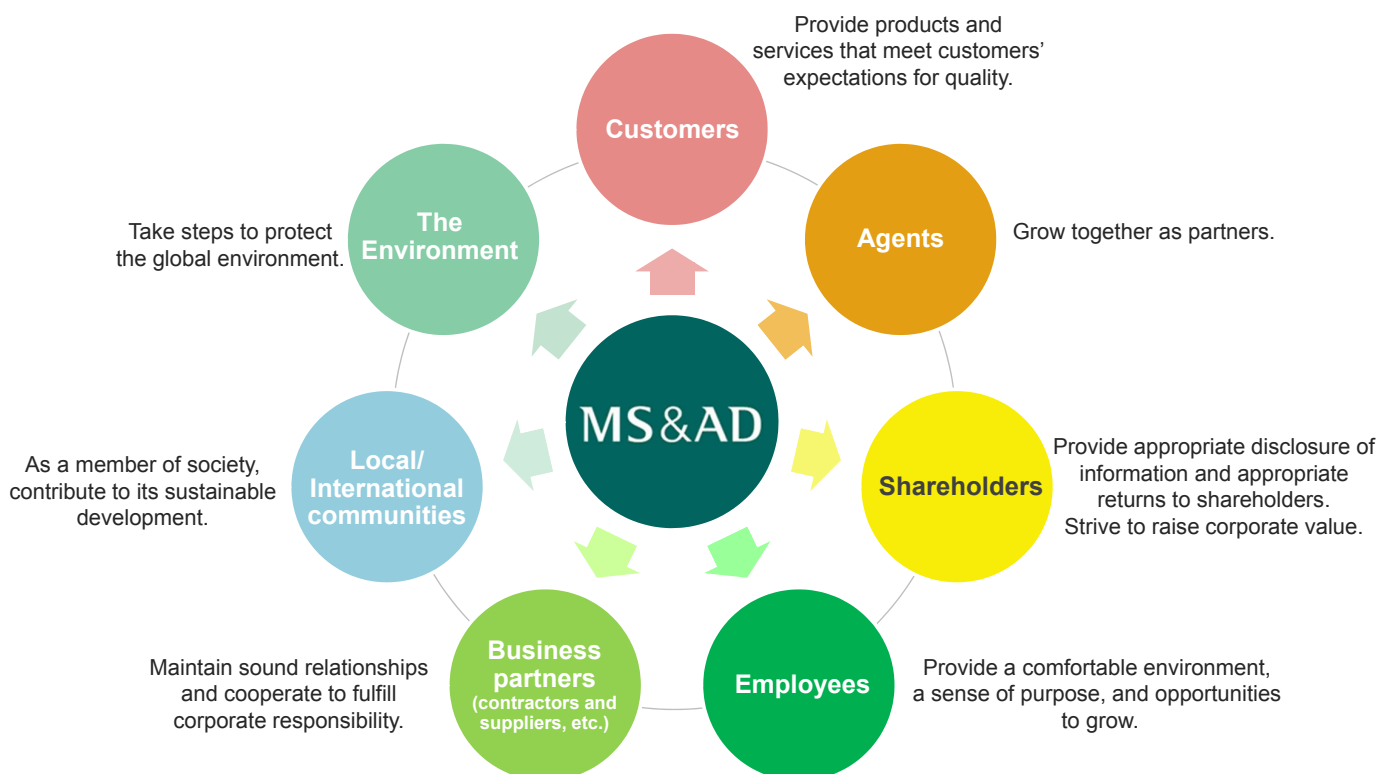 Provide products and
services that meet customers’
expectations for quality.
Customers
The
Environment
Take steps to protect
the global environment.
Agents
Grow together as partners.
MS&AD
Local/
International
communities
As a member of society,
contribute to its sustainable
development.
Shareholders
Provide appropriate disclosure of
information and appropriate
returns to shareholders.
Strive to raise corporate value.
Business
partners
(contractors and
suppliers, etc.)
Maintain sound relationships
and cooperate to fulfill
corporate responsibility.
Employees
Provide a comfortable environment,
a sense of purpose, and opportunities
to grow.